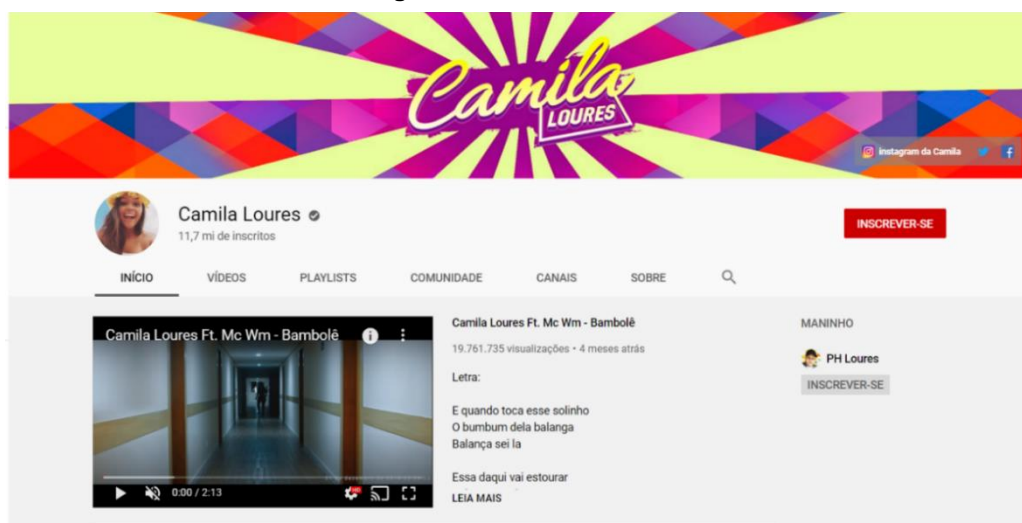 Camila
LOURES
Instagram da Camila
Camila Loures
11,7 mi de inscritos
INSCREVER-SE
INÍCIO VÍDEOS PLAYLISTS COMUNIDADE CANAIS SOBRE
Camila Loures Ft. Mc Wm - Bambolê
0:00 / 2:13
HD
Camila Loures Ft. Mc Wm - Bambolê
19.761.735 visualizações • 4 meses atrás
Letra:
E quando toca esse solinho
O bumbum dela balanga
Balança sei la
Essa daqui vai estourar
LEIA MAIS
MANINHO
PH Loures
INSCREVER-SE